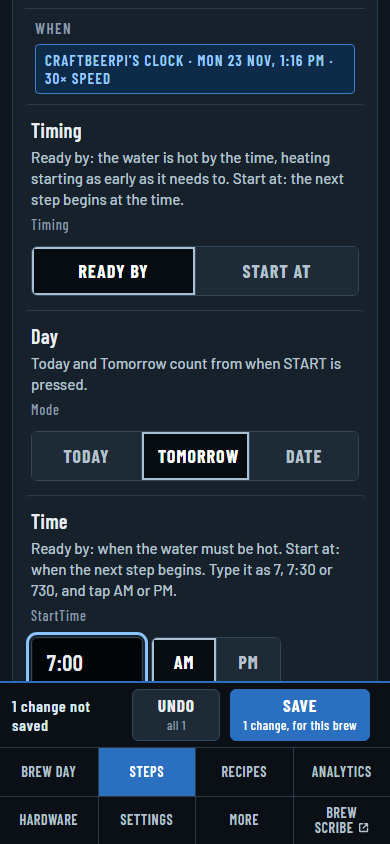 WHEN
CRAFTBEERPI'S CLOCK · MON 23 NOV, 1:16 PM ·
30× SPEED
Timing
Ready by: the water is hot by the time, heating
starting as early as it needs to. Start at: the next
step begins at the time.
Timing
READY BY
START AT
Day
Today and Tomorrow count from when START is
pressed.
Mode
TODAY
TOMORROW
DATE
Time
Ready by: when the water must be hot. Start at:
when the next step begins. Type it as 7, 7:30 or
730, and tap AM or PM.
StartTime
7:00
AM
PM
1 change not
saved
UNDO
all 1
SAVE
1 change, for this brew
BREW DAY
STEPS
RECIPES
ANALYTICS
HARDWARE
SETTINGS
MORE
BREW
SCRIBE